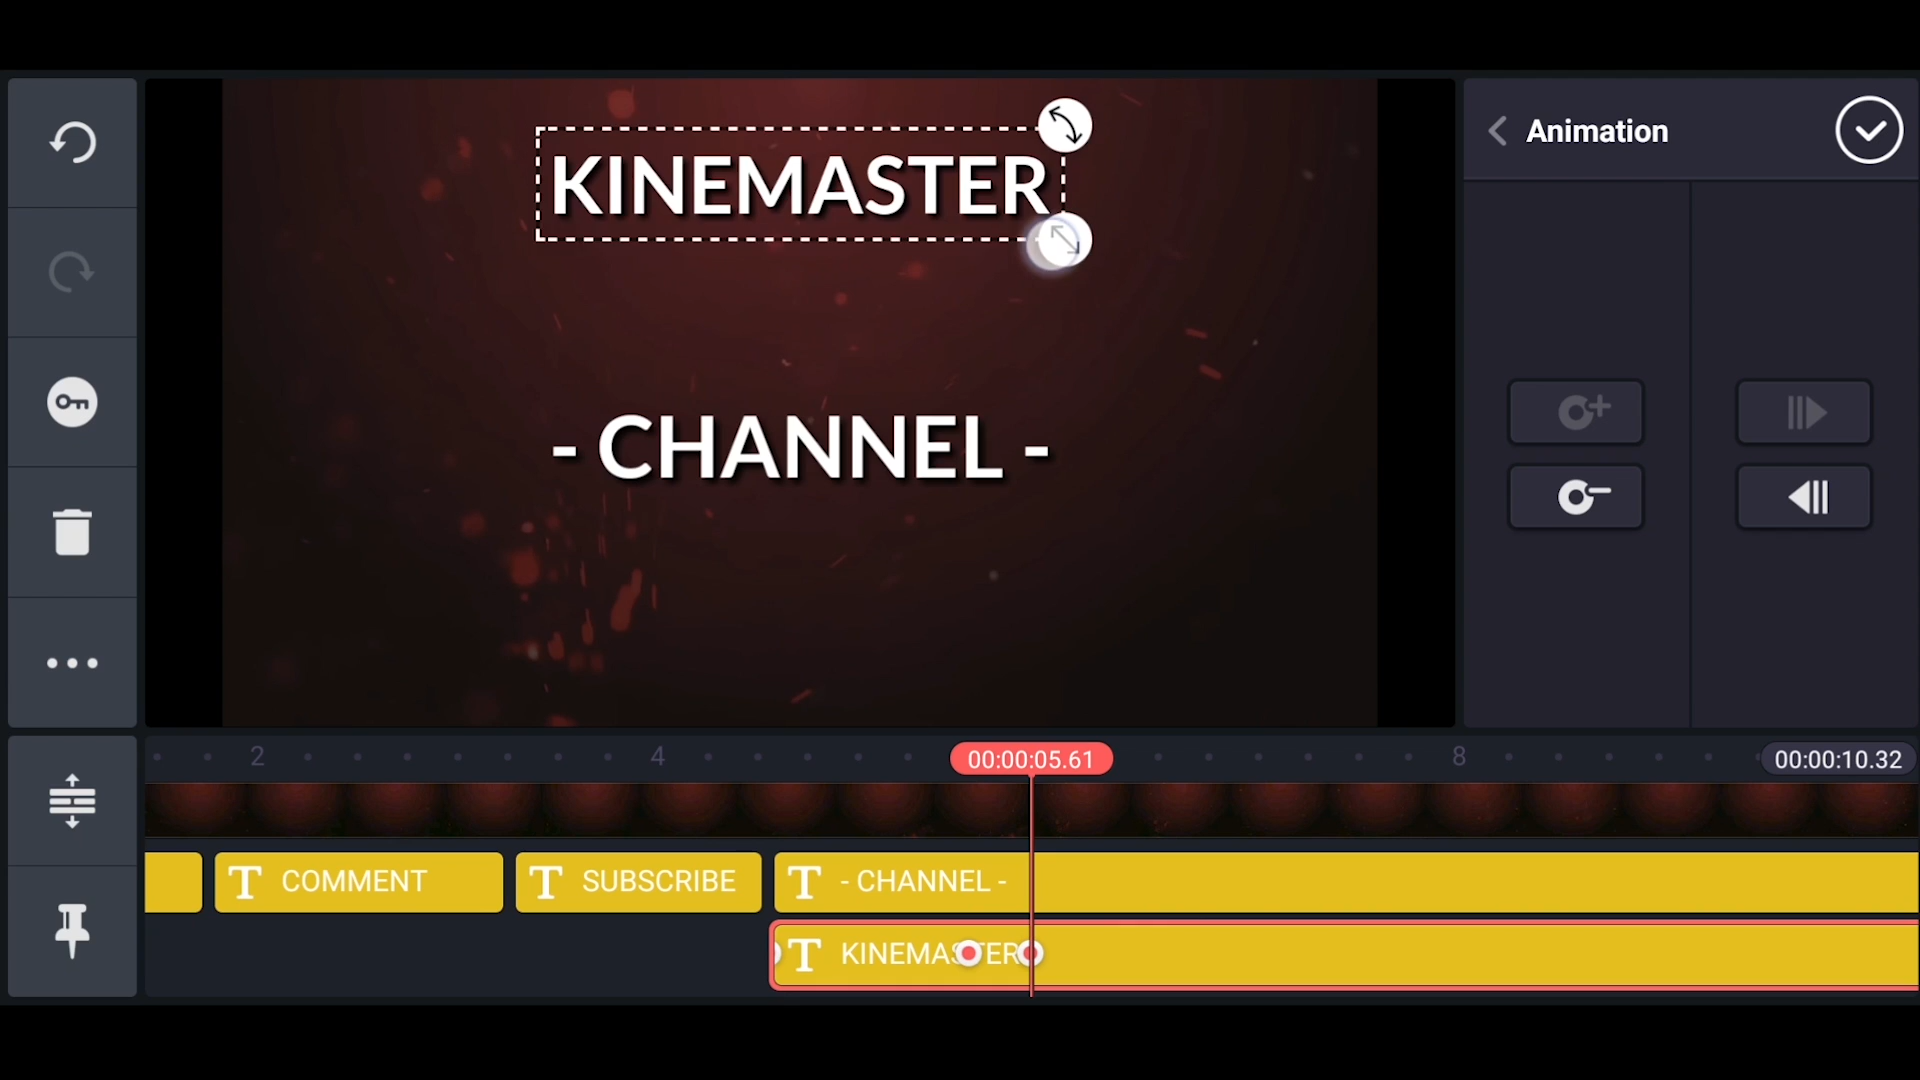 Animation
KINEMASTER
- CHANNEL -
2
4
00:00:05.61
8
00:00:10.32
T COMMENT
T SUBSCRIBE
T - CHANNEL -
T KINEMASTER